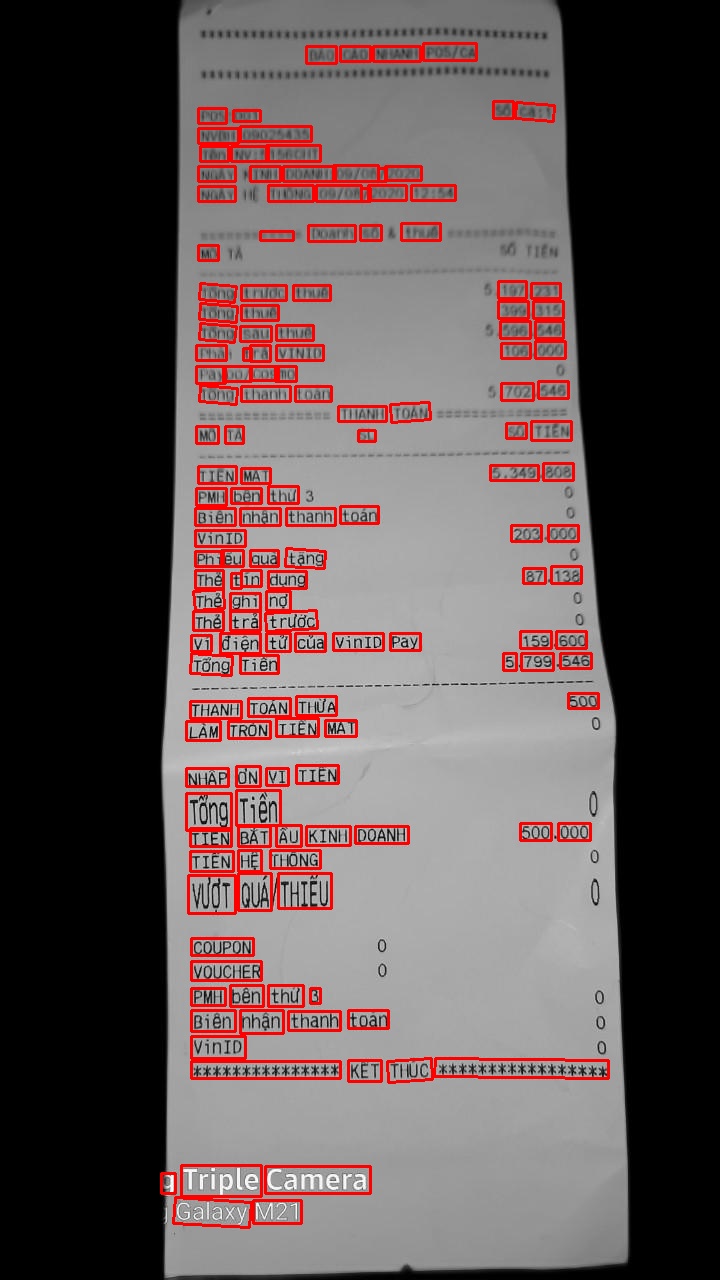 ********************************
BÁO CÁO NHANH POS/CA
********************************
POS 001 SỐ ca:1
NVBH 09025435
Tên NV:T156CHT
NGÀY KINH DOANH 09/08/2020
NGÀY HỆ THỐNG 09/08/2020 12:54
Doanh số & thuế
MÔ TẢ SỐ TIỀN
Tổng trước thuế 5,197,231
Tổng thuế 399,315
Tổng sau thuế 5,596,546
Phần trả VINID 106,000
Payoo/Cosmo 0
Tổng thanh toán 5,702,546
================ THANH TOÁN ================
MÔ TẢ SL SỐ TIỀN
TIỀN MẶT 5.349,808
PMH bên thứ 3 0
Biên nhận thanh toán 0
VinID 203,000
Phiếu quà tặng 0
Thẻ tín dụng 87,138
Thẻ ghi nợ 0
Thẻ trả trước 0
Ví điện tử của VinID Pay 159,600
Tổng Tiền 5,799,546
THANH TOÁN THỪA 500
LÀM TRÒN TIỀN MẶT 0
NHẬP ƠN VỊ TIỀN
Tổng Tiền 0
TIỀN BẮT ẦU KINH DOANH 500.000
TIỀN HỆ THỐNG 0
VƯỢT QUÁ/THIẾU 0
COUPON 0
VOUCHER 0
PMH bên thứ 3 0
Biên nhận thanh toán 0
VinID 0
*************** KẾT THÚC *****************
g Triple Camera
Galaxy M21